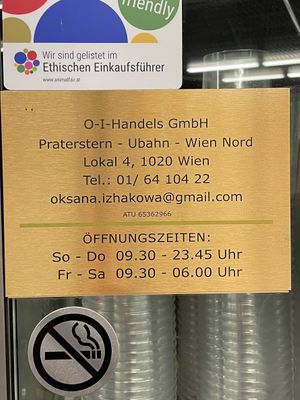 friendly
Wir sind gelistet im
Ethischen Einkaufsführer
www.animalfair.at
O-I-Handels GmbH
Praterstern - Ubahn - Wien Nord
Lokal 4, 1020 Wien
Tel.: 01/ 64 104 22
oksana.izhakowa@gmail.com
ATU 65362966
ÖFFNUNGSZEITEN:
So - Do 09.30 - 23.45 Uhr
Fr - Sa 09.30 - 06.00 Uhr